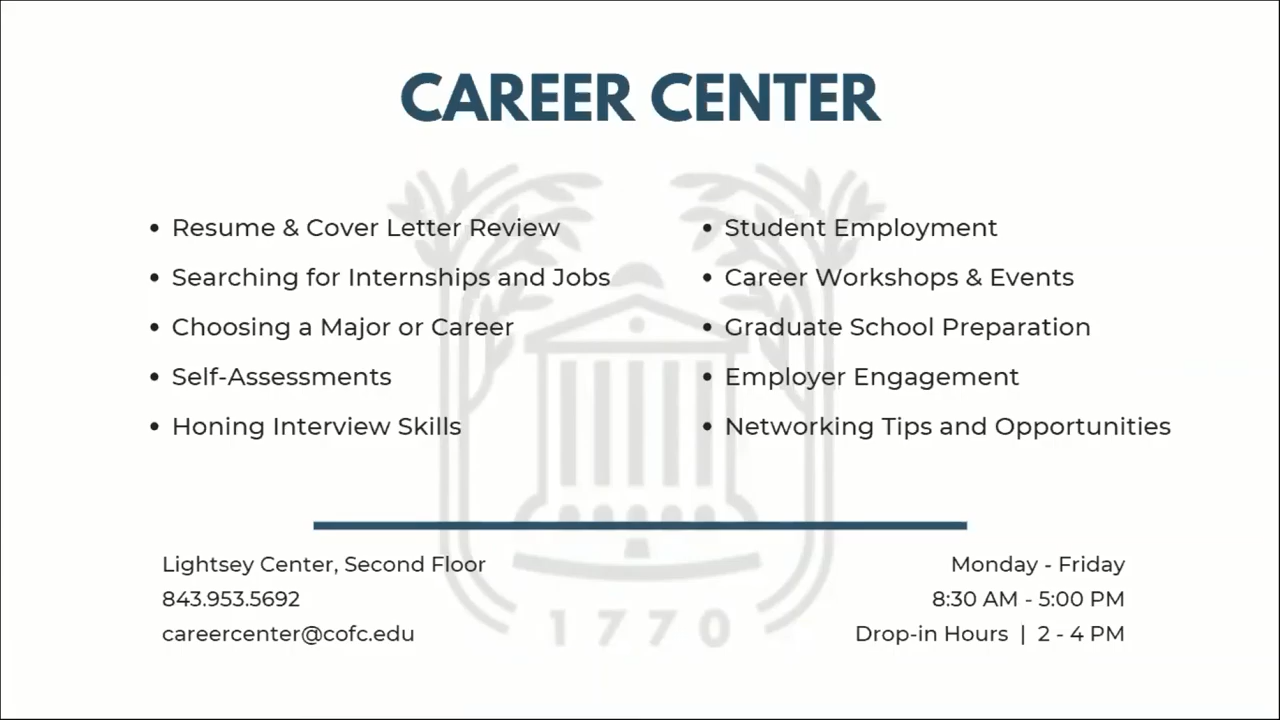 CAREER CENTER
• Resume & Cover Letter Review
• Searching for Internships and Jobs
• Choosing a Major or Career
• Self-Assessments
• Honing Interview Skills
• Student Employment
• Career Workshops & Events
• Graduate School Preparation
• Employer Engagement
• Networking Tips and Opportunities
Lightsey Center, Second Floor
843.953.5692
careercenter@cofc.edu
Monday - Friday
8:30 AM - 5:00 PM
Drop-in Hours | 2 - 4 PM
1770